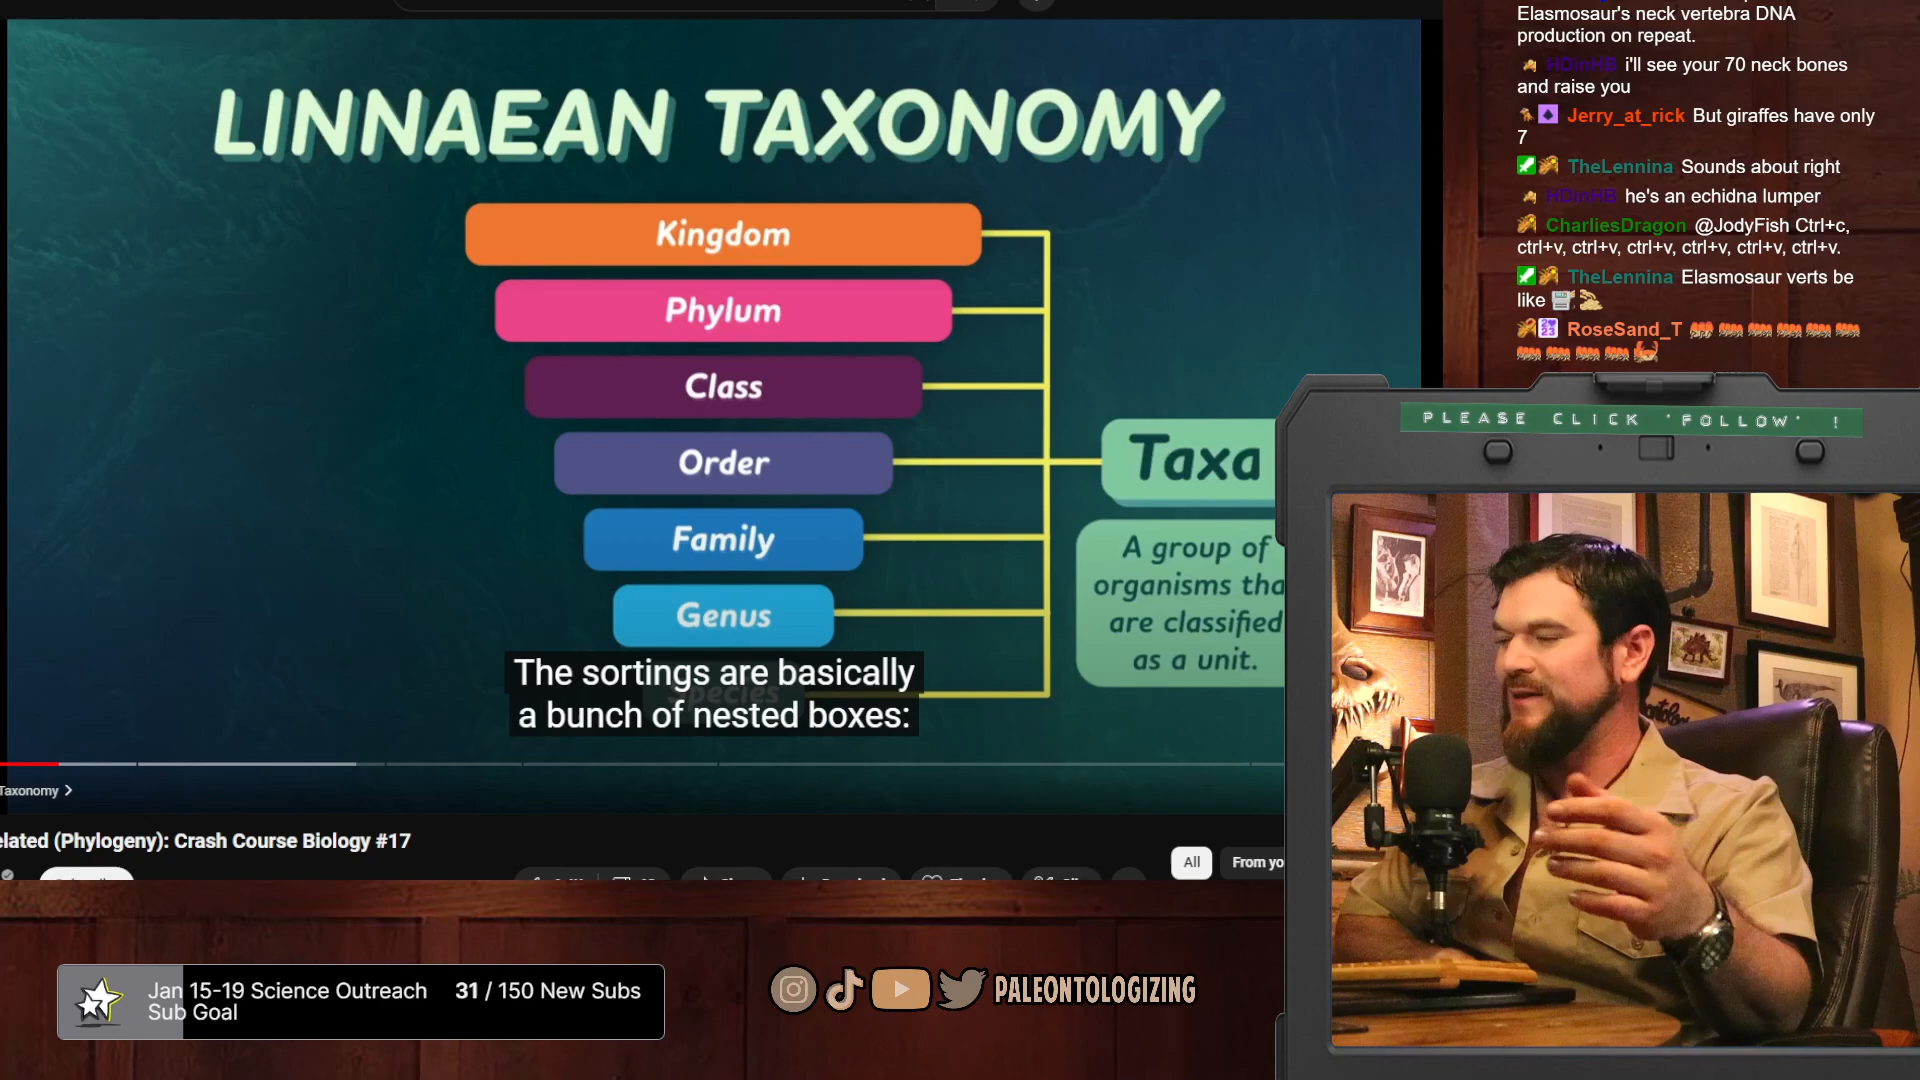 LINNAEAN TAXONOMY
Kingdom
Phylum
Class
Order
Family
Genus
Taxa
A group of
organisms tha
are classified
as a unit.
The sortings are basically
a bunch of nested boxes:
Taxonomy >
elated (Phylogeny): Crash Course Biology #17
All
From yo
Elasmosaur's neck vertebra DNA
production on repeat.
HDinHB i'll see your 70 neck bones
and raise you
Jerry_at_rick But giraffes have only
7
TheLennina Sounds about right
HDinHB he's an echidna lumper
CharliesDragon @JodyFish Ctrl+c,
ctrl+v, ctrl+v, ctrl+v, ctrl+v, ctrl+v, ctrl+v.
TheLennina Elasmosaur verts be
like
RoseSand_T
PLEASE CLICK "FOLLOW" !
Jan 15-19 Science Outreach 31 / 150 New Subs
Sub Goal
PALEONTOLOGIZING